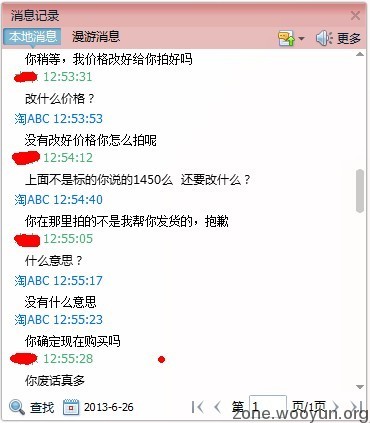 消息记录
本地消息 漫游消息 更多
你稍等，我价格改好给你拍好吗
12:53:31
改什么价格？
淘ABC 12:53:53
没有改好价格你怎么拍呢
12:54:12
上面不是标的你说的1450么 还要改什么？
淘ABC 12:54:40
你在那里拍的不是我帮你发货的，抱歉
12:55:05
什么意思？
淘ABC 12:55:17
没有什么意思
淘ABC 12:55:23
你确定现在购买吗
12:55:28
你废话真多
查找 2013-6-26 第 1 页/1页
zone.wooyun.org